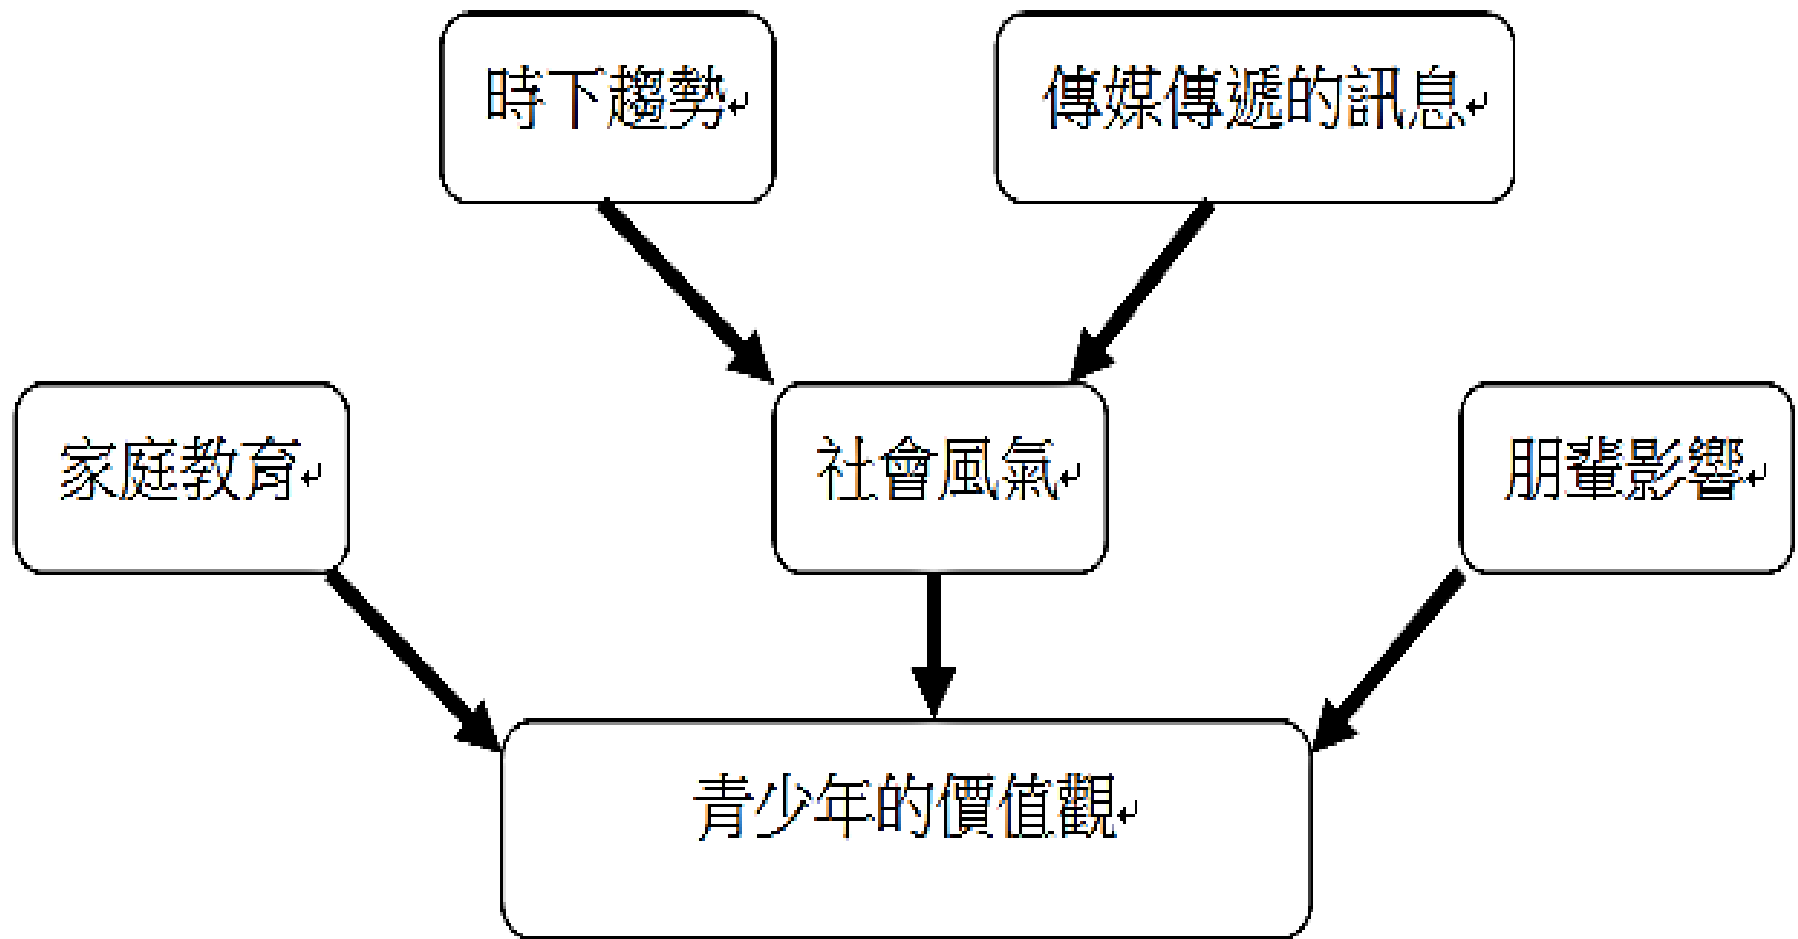 時下趨勢
傳媒傳遞的訊息
家庭教育
社會風氣
朋輩影響
青少年的價值觀